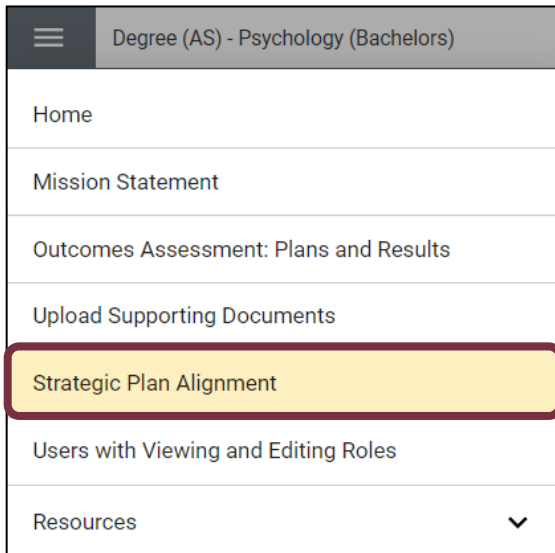 Degree (AS) - Psychology (Bachelors)
Home
Mission Statement
Outcomes Assessment: Plans and Results
Upload Supporting Documents
Strategic Plan Alignment
Users with Viewing and Editing Roles
Resources